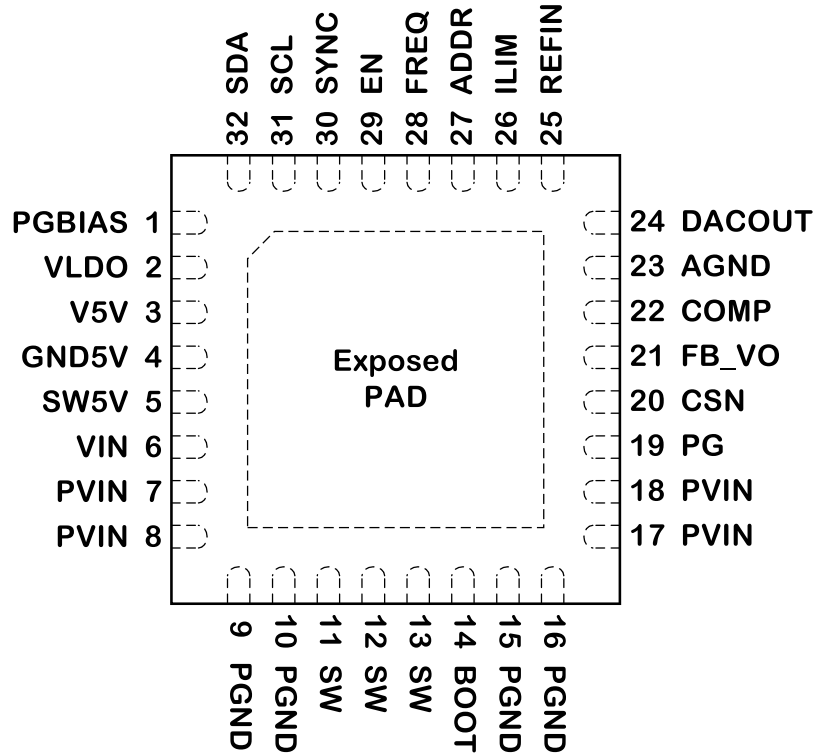 32 SDA
31 SCL
30 SYNC
29 EN
28 FREQ
27 ADDR
26 ILIM
25 REFIN
PGBIAS 1
VLDO 2
V5V 3
GND5V 4
SW5V 5
VIN 6
PVIN 7
PVIN 8
Exposed
PAD
24 DACOUT
23 AGND
22 COMP
21 FB_VO
20 CSN
19 PG
18 PVIN
17 PVIN
9 PGND
10 PGND
11 SW
12 SW
13 SW
14 BOOT
15 PGND
16 PGND